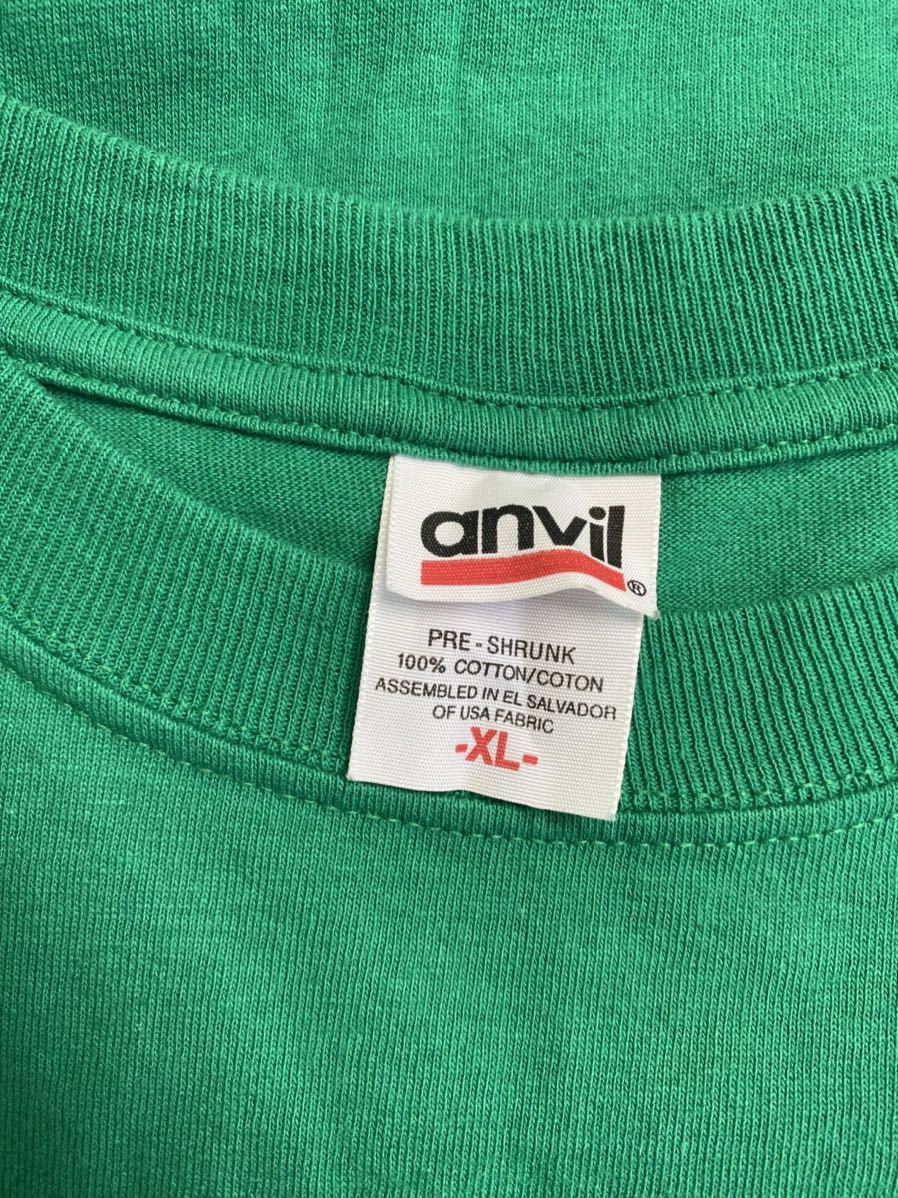 anvil®
PRE-SHRUNK
100% COTTON/COTON
ASSEMBLED IN EL SALVADOR
OF USA FABRIC
-XL-